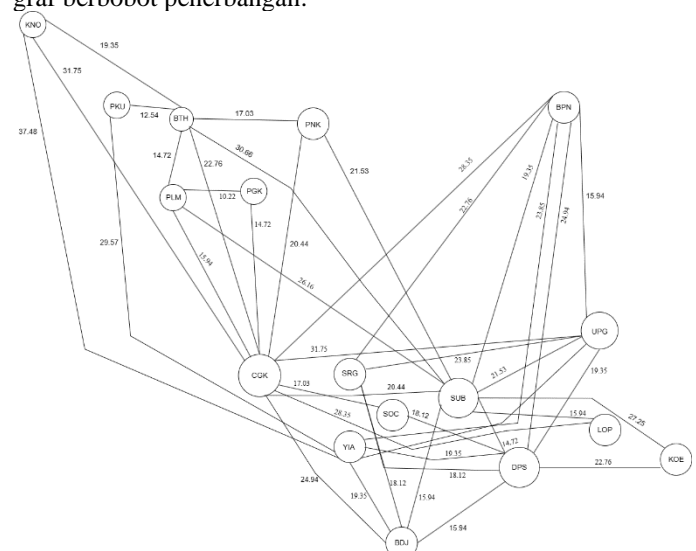 graf berbobot penerbangan.
KNO
19.35
31.75
37.48
PKU
12.54
BTH
17.03
PNK
BPN
30.66
28.35
14.72
22.76
21.53
19.35
22.76
23.85
24.94
15.94
PLM
10.22
PGK
14.72
29.57
20.44
15.94
26.16
UPG
31.75
CGK
SRG
23.85
21.53
19.35
17.03
20.44
SUB
SOC
18.12
15.94
27.25
28.35
LOP
YIA
14.72
19.35
DPS
22.76
KOE
24.94
19.35
18.12
18.12
15.94
15.94
BDJ